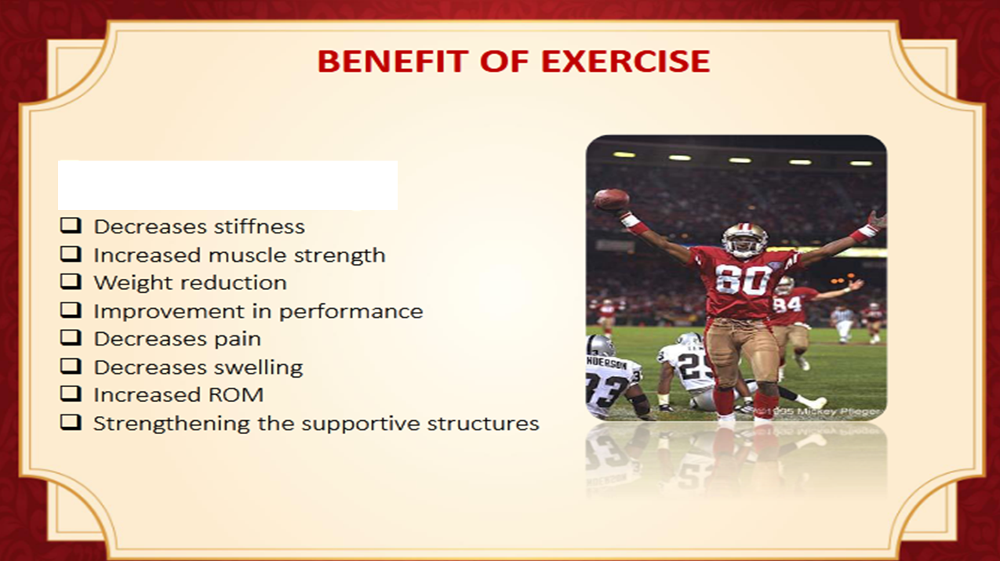 BENEFIT OF EXERCISE
Decreases stiffness
Increased muscle strength
Weight reduction
Improvement in performance
Decreases pain
Decreases swelling
Increased ROM
Strengthening the supportive structures
80
84
NDERSON
33
25
©1995 Mickey Pfleger